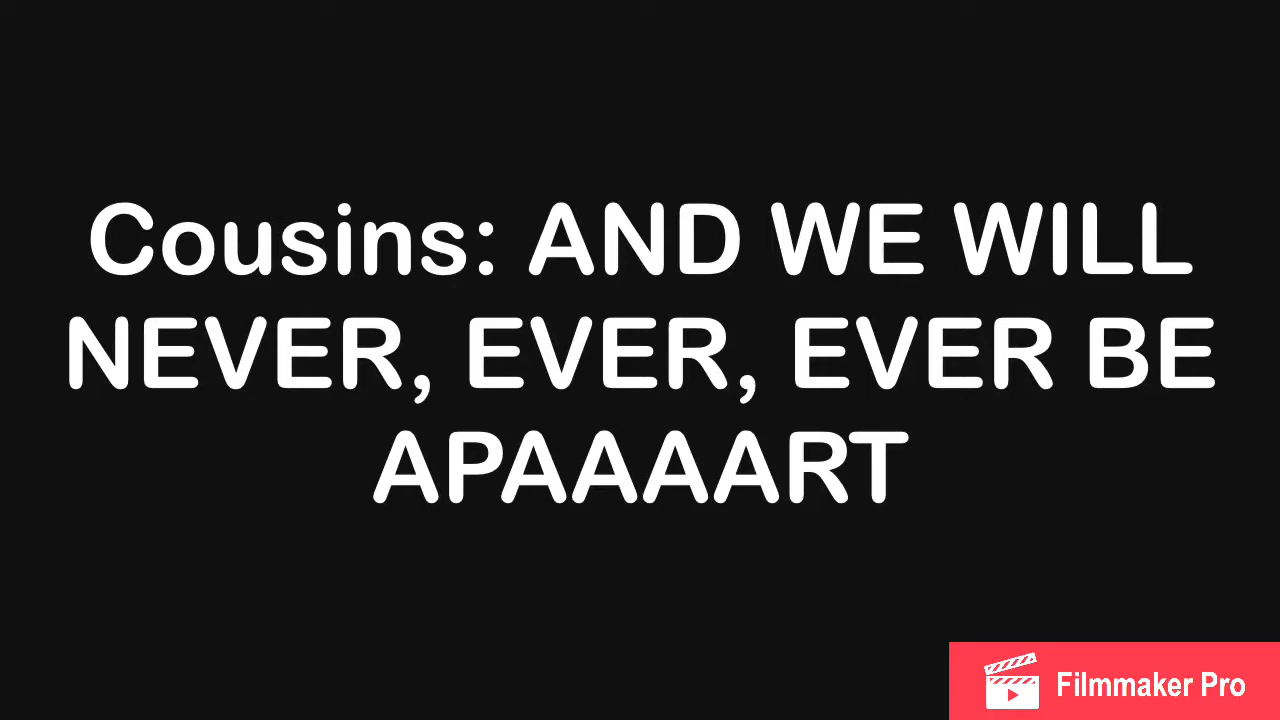 Cousins: AND WE WILL
NEVER, EVER, EVER BE
APAAAART
Filmmaker Pro